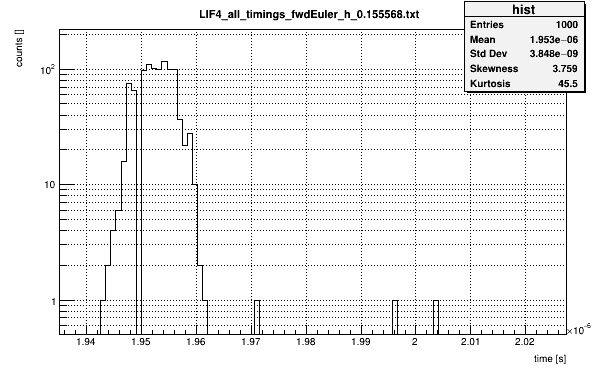 LIF4_all_timings_fwdEuler_h_0.155568.txt
hist
Entries 1000
Mean 1.953e−06
Std Dev 3.848e−09
Skewness 3.759
Kurtosis 45.5
counts []
10²
10
1
1.94 1.95 1.96 1.97 1.98 1.99 2 2.01 2.02
×10⁻⁶
time [s]